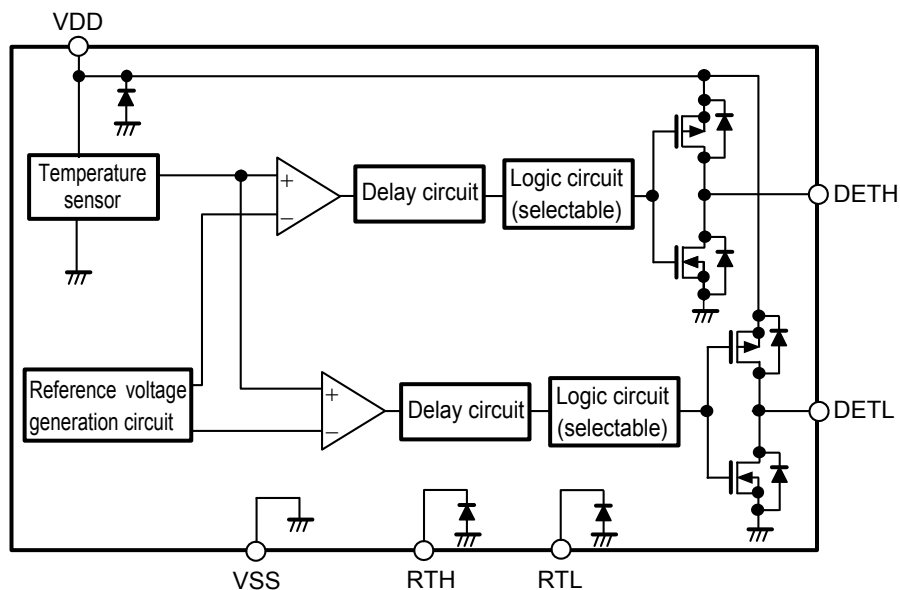 VDD
Temperature
sensor
+
−
Delay circuit
Logic circuit
(selectable)
DETH
Reference voltage
generation circuit
+
−
Delay circuit
Logic circuit
(selectable)
DETL
VSS
RTH
RTL